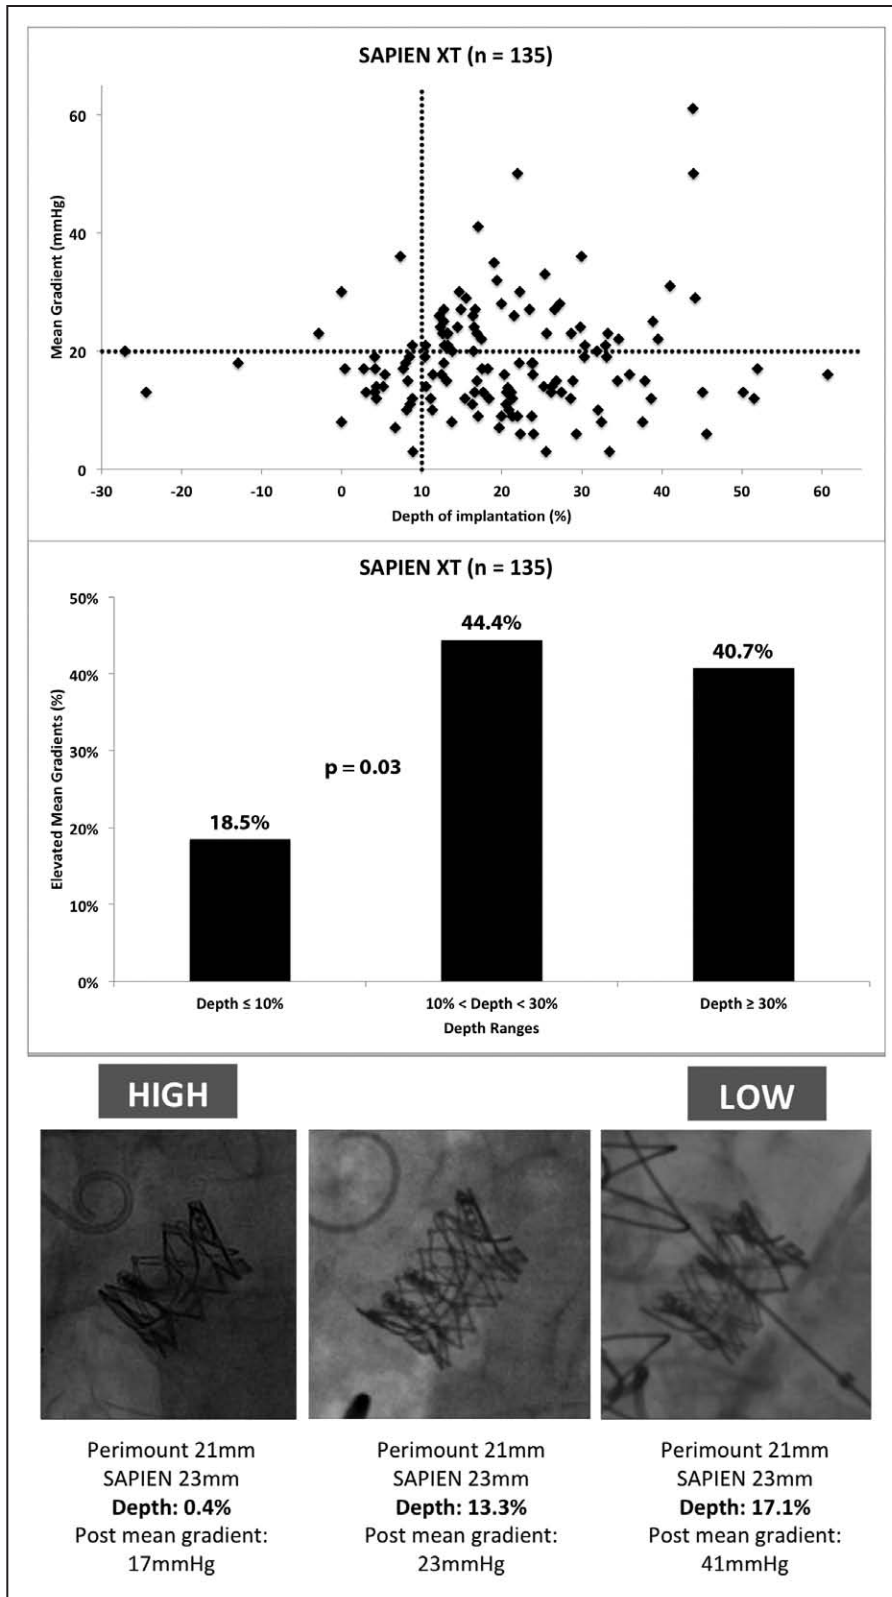 SAPIEN XT (n = 135)
Mean Gradient (mmHg)
60
40
20
0
-30 -20 -10 0 10 20 30 40 50 60
Depth of implantation (%)
SAPIEN XT (n = 135)
Elevated Mean Gradients (%)
50%
40%
30%
20%
10%
0%
18.5%
p = 0.03
44.4%
40.7%
Depth ≤ 10% 10% < Depth < 30% Depth ≥ 30%
Depth Ranges
HIGH
LOW
Perimount 21mm
SAPIEN 23mm
Depth: 0.4%
Post mean gradient:
17mmHg
Perimount 21mm
SAPIEN 23mm
Depth: 13.3%
Post mean gradient:
23mmHg
Perimount 21mm
SAPIEN 23mm
Depth: 17.1%
Post mean gradient:
41mmHg